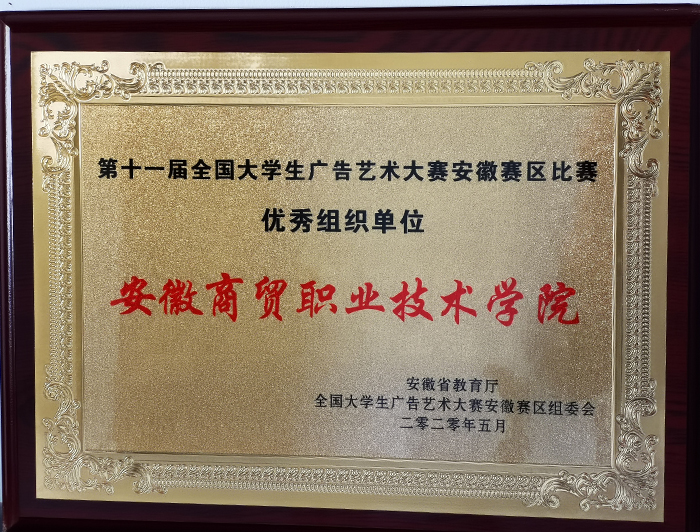 第十一届全国大学生广告艺术大赛安徽赛区比赛
优秀组织单位
安徽商贸职业技术学院
安徽省教育厅
全国大学生广告艺术大赛安徽赛区组委会
二零二零年五月